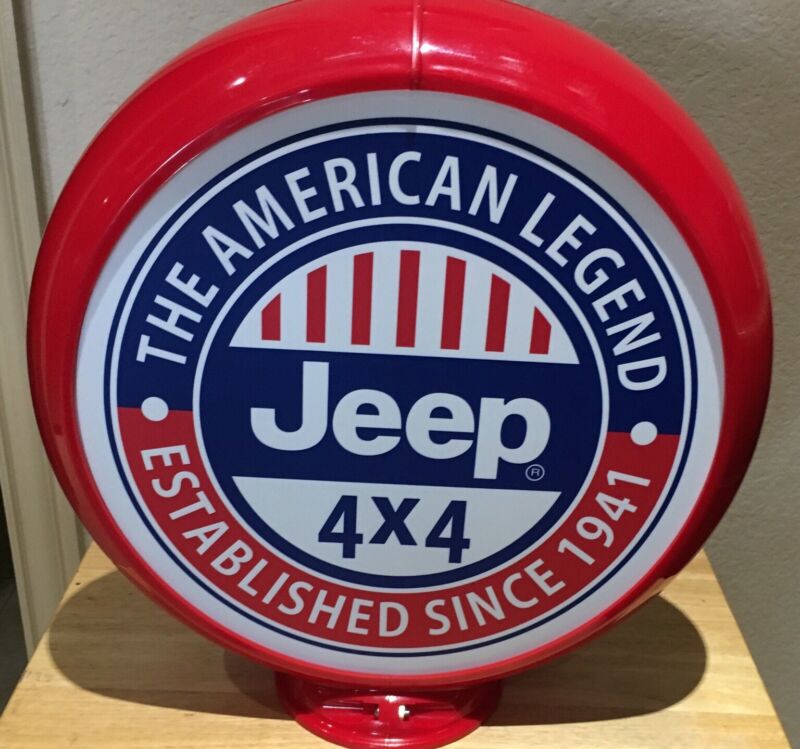 THE AMERICAN LEGEND
Jeep®
4X4
ESTABLISHED SINCE 1941